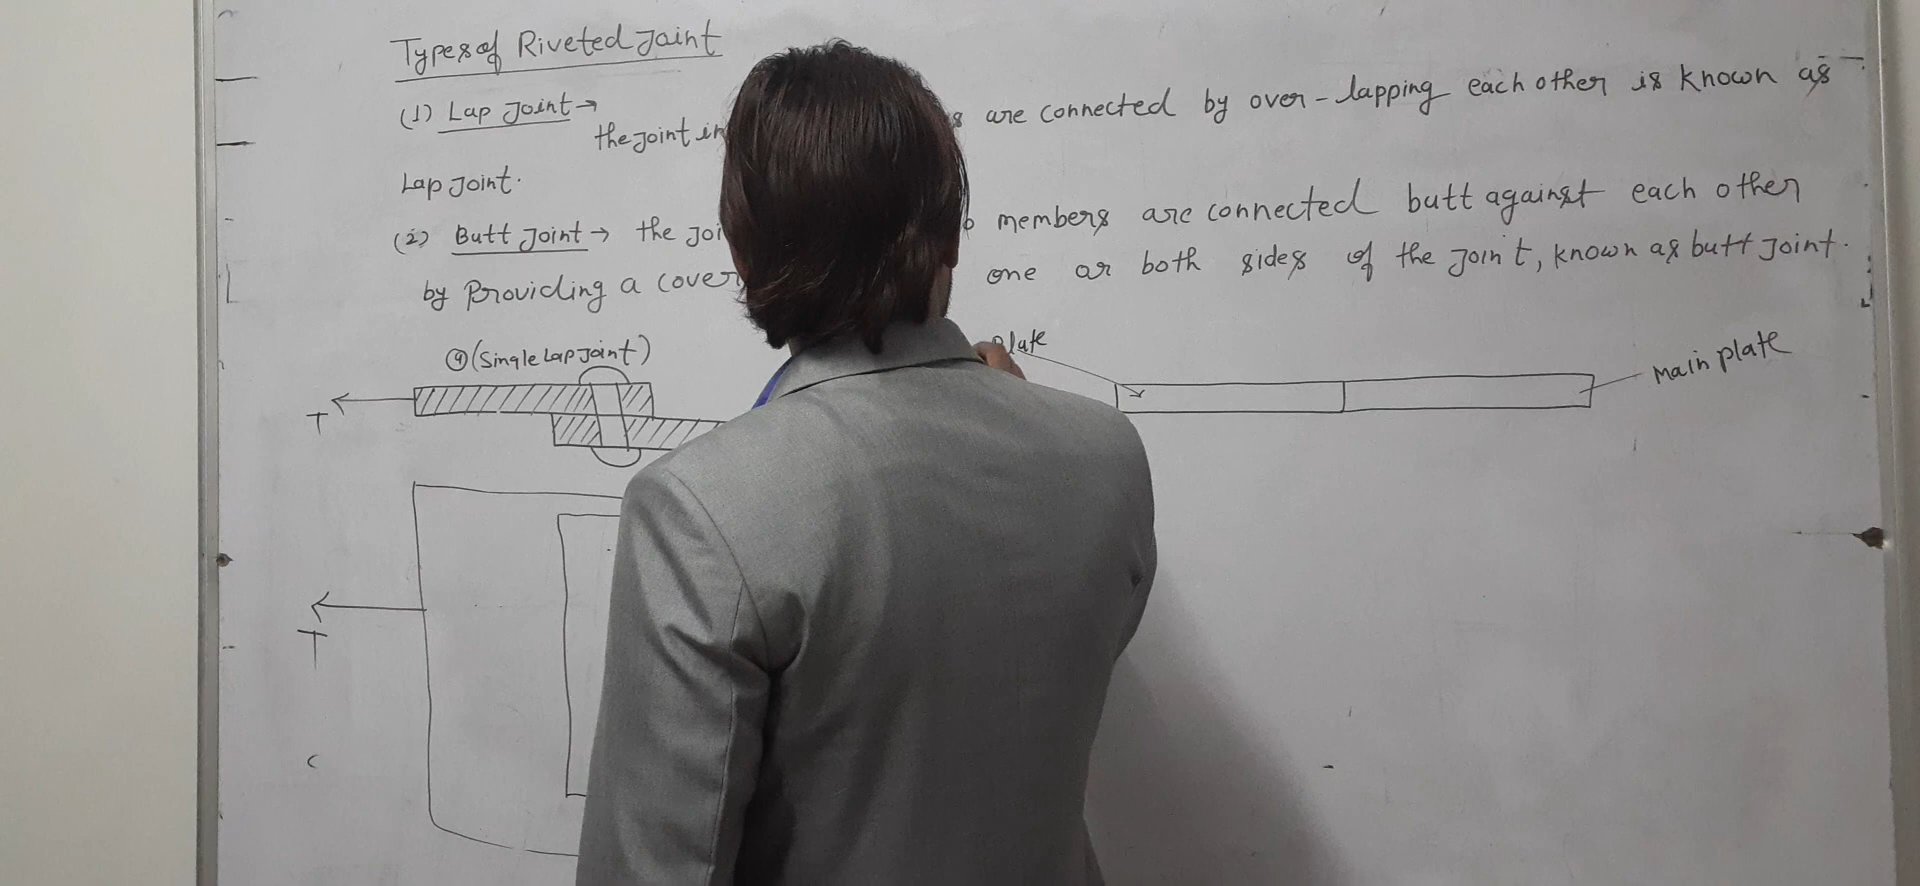 Types of Riveted Joint
(1) Lap Joint →
the Joint in are connected by over-lapping each other is known as
Lap Joint.
(2) Butt Joint → the Joi members are connected butt against each other
by Providing a cover one or both sides of the Joint, known as butt Joint.
(Single Lap Joint)
Plate
Main plate
T
T